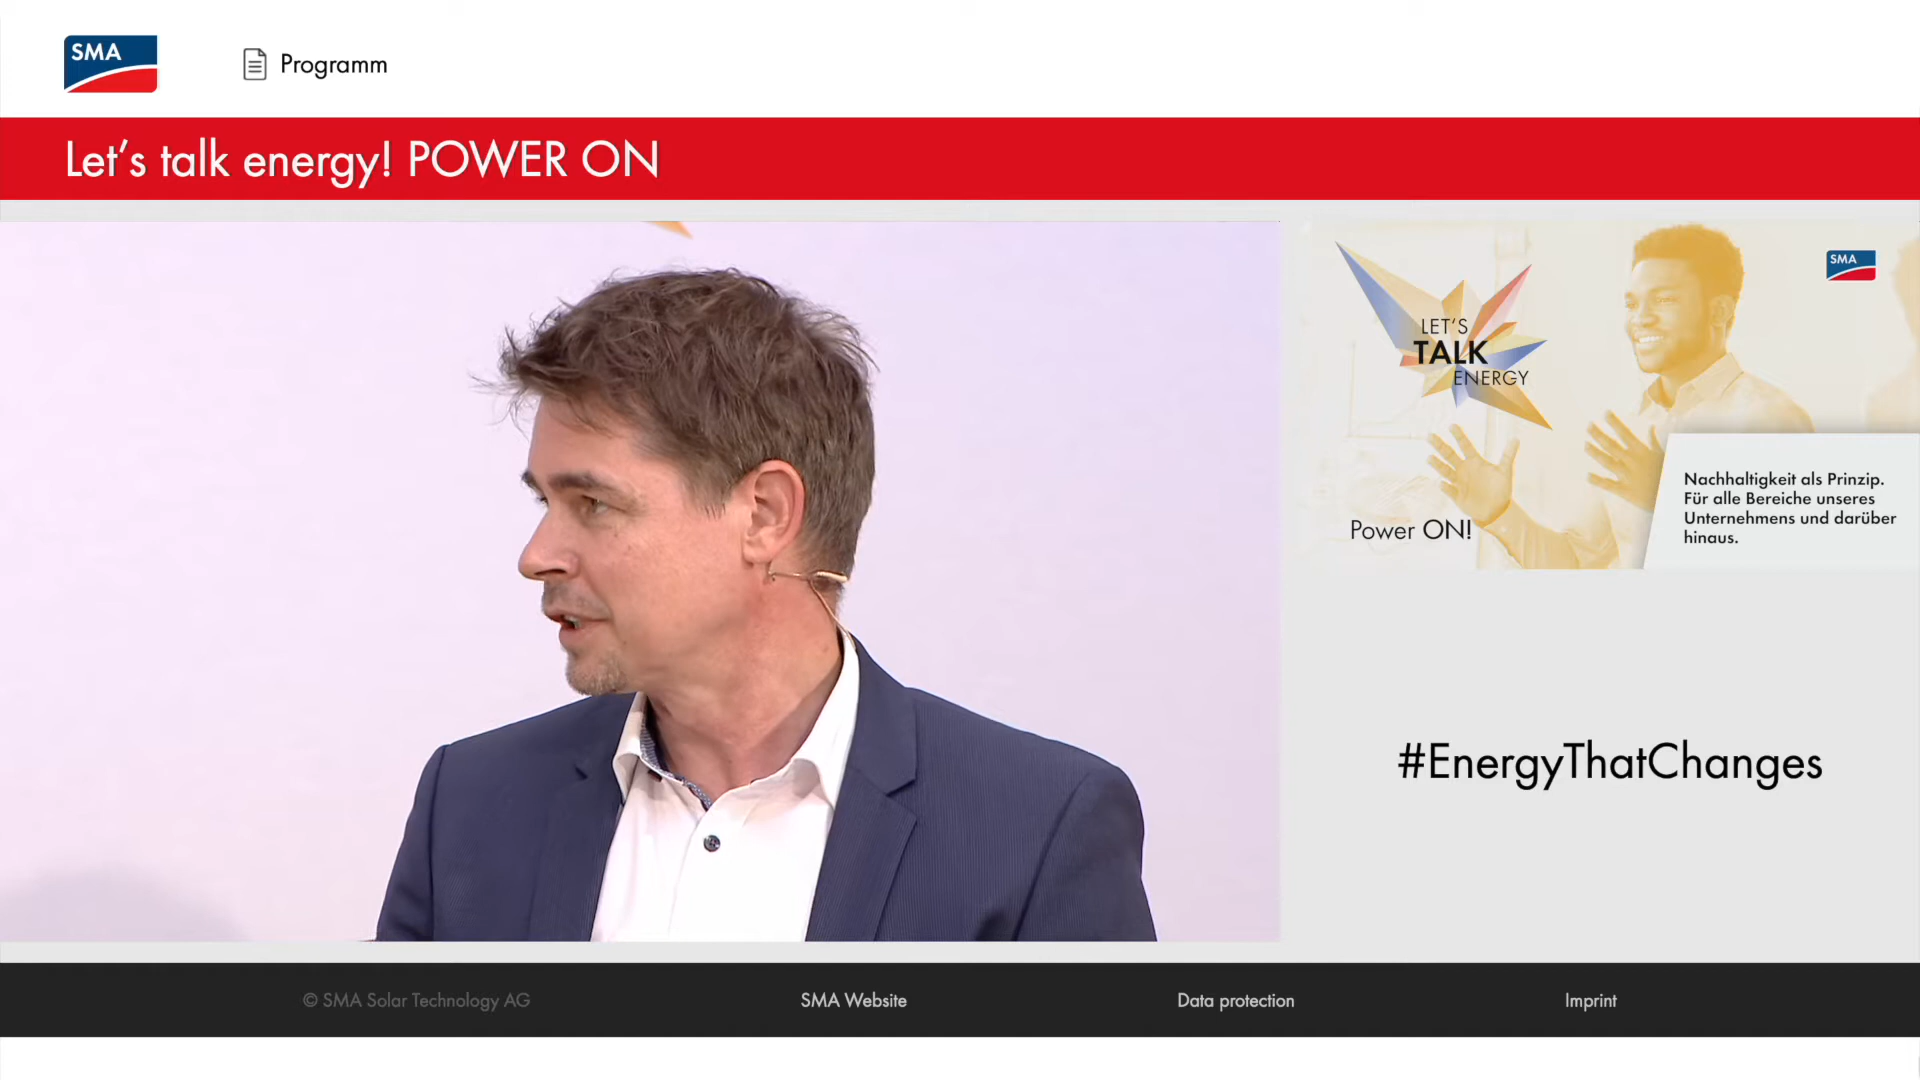 SMA
Programm
Let's talk energy! POWER ON
LET'S
TALK
ENERGY
SMA
Power ON!
Nachhaltigkeit als Prinzip.
Für alle Bereiche unseres
Unternehmens und darüber
hinaus.
#EnergyThatChanges
© SMA Solar Technology AG
SMA Website
Data protection
Imprint